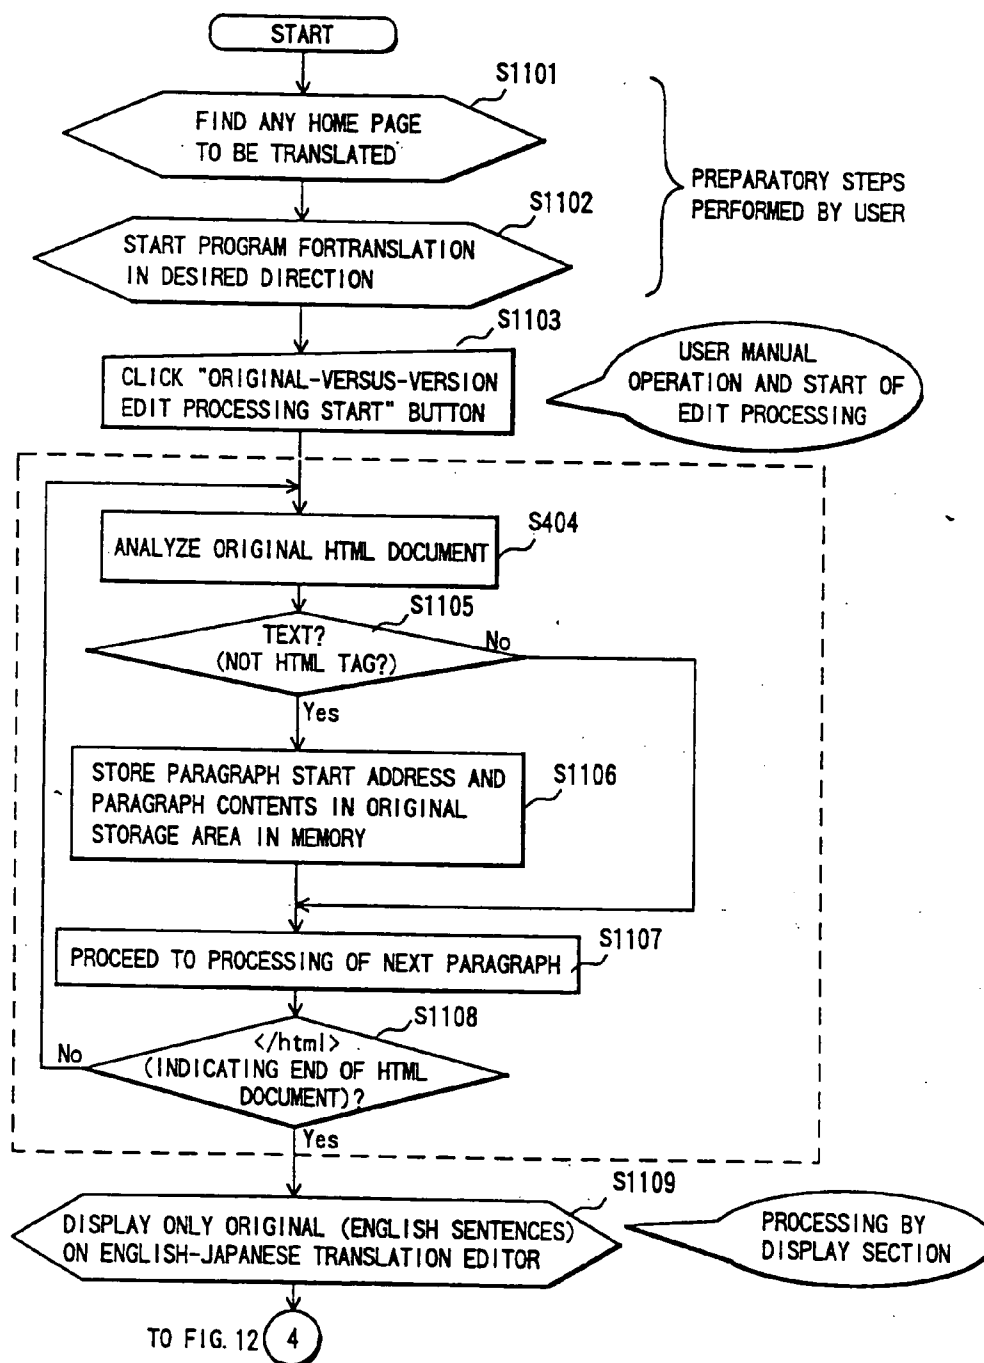 START
S1101
FIND ANY HOME PAGE
TO BE TRANSLATED
PREPARATORY STEPS
PERFORMED BY USER
S1102
START PROGRAM FORTRANSLATION
IN DESIRED DIRECTION
S1103
CLICK "ORIGINAL-VERSUS-VERSION
EDIT PROCESSING START" BUTTON
USER MANUAL
OPERATION AND START OF
EDIT PROCESSING
S404
ANALYZE ORIGINAL HTML DOCUMENT
S1105
TEXT?
(NOT HTML TAG?)
No
Yes
S1106
STORE PARAGRAPH START ADDRESS AND
PARAGRAPH CONTENTS IN ORIGINAL
STORAGE AREA IN MEMORY
S1107
PROCEED TO PROCESSING OF NEXT PARAGRAPH
S1108
</html>
(INDICATING END OF HTML
DOCUMENT)?
No
Yes
S1109
DISPLAY ONLY ORIGINAL (ENGLISH SENTENCES)
ON ENGLISH-JAPANESE TRANSLATION EDITOR
PROCESSING BY
DISPLAY SECTION
TO FIG. 12 4